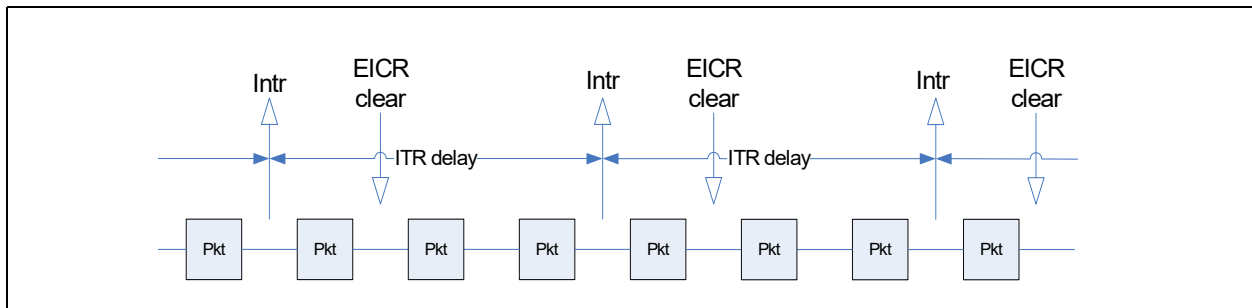 Intr
EICR
clear
Intr
EICR
clear
Intr
EICR
clear
ITR delay
ITR delay
Pkt
Pkt
Pkt
Pkt
Pkt
Pkt
Pkt
Pkt